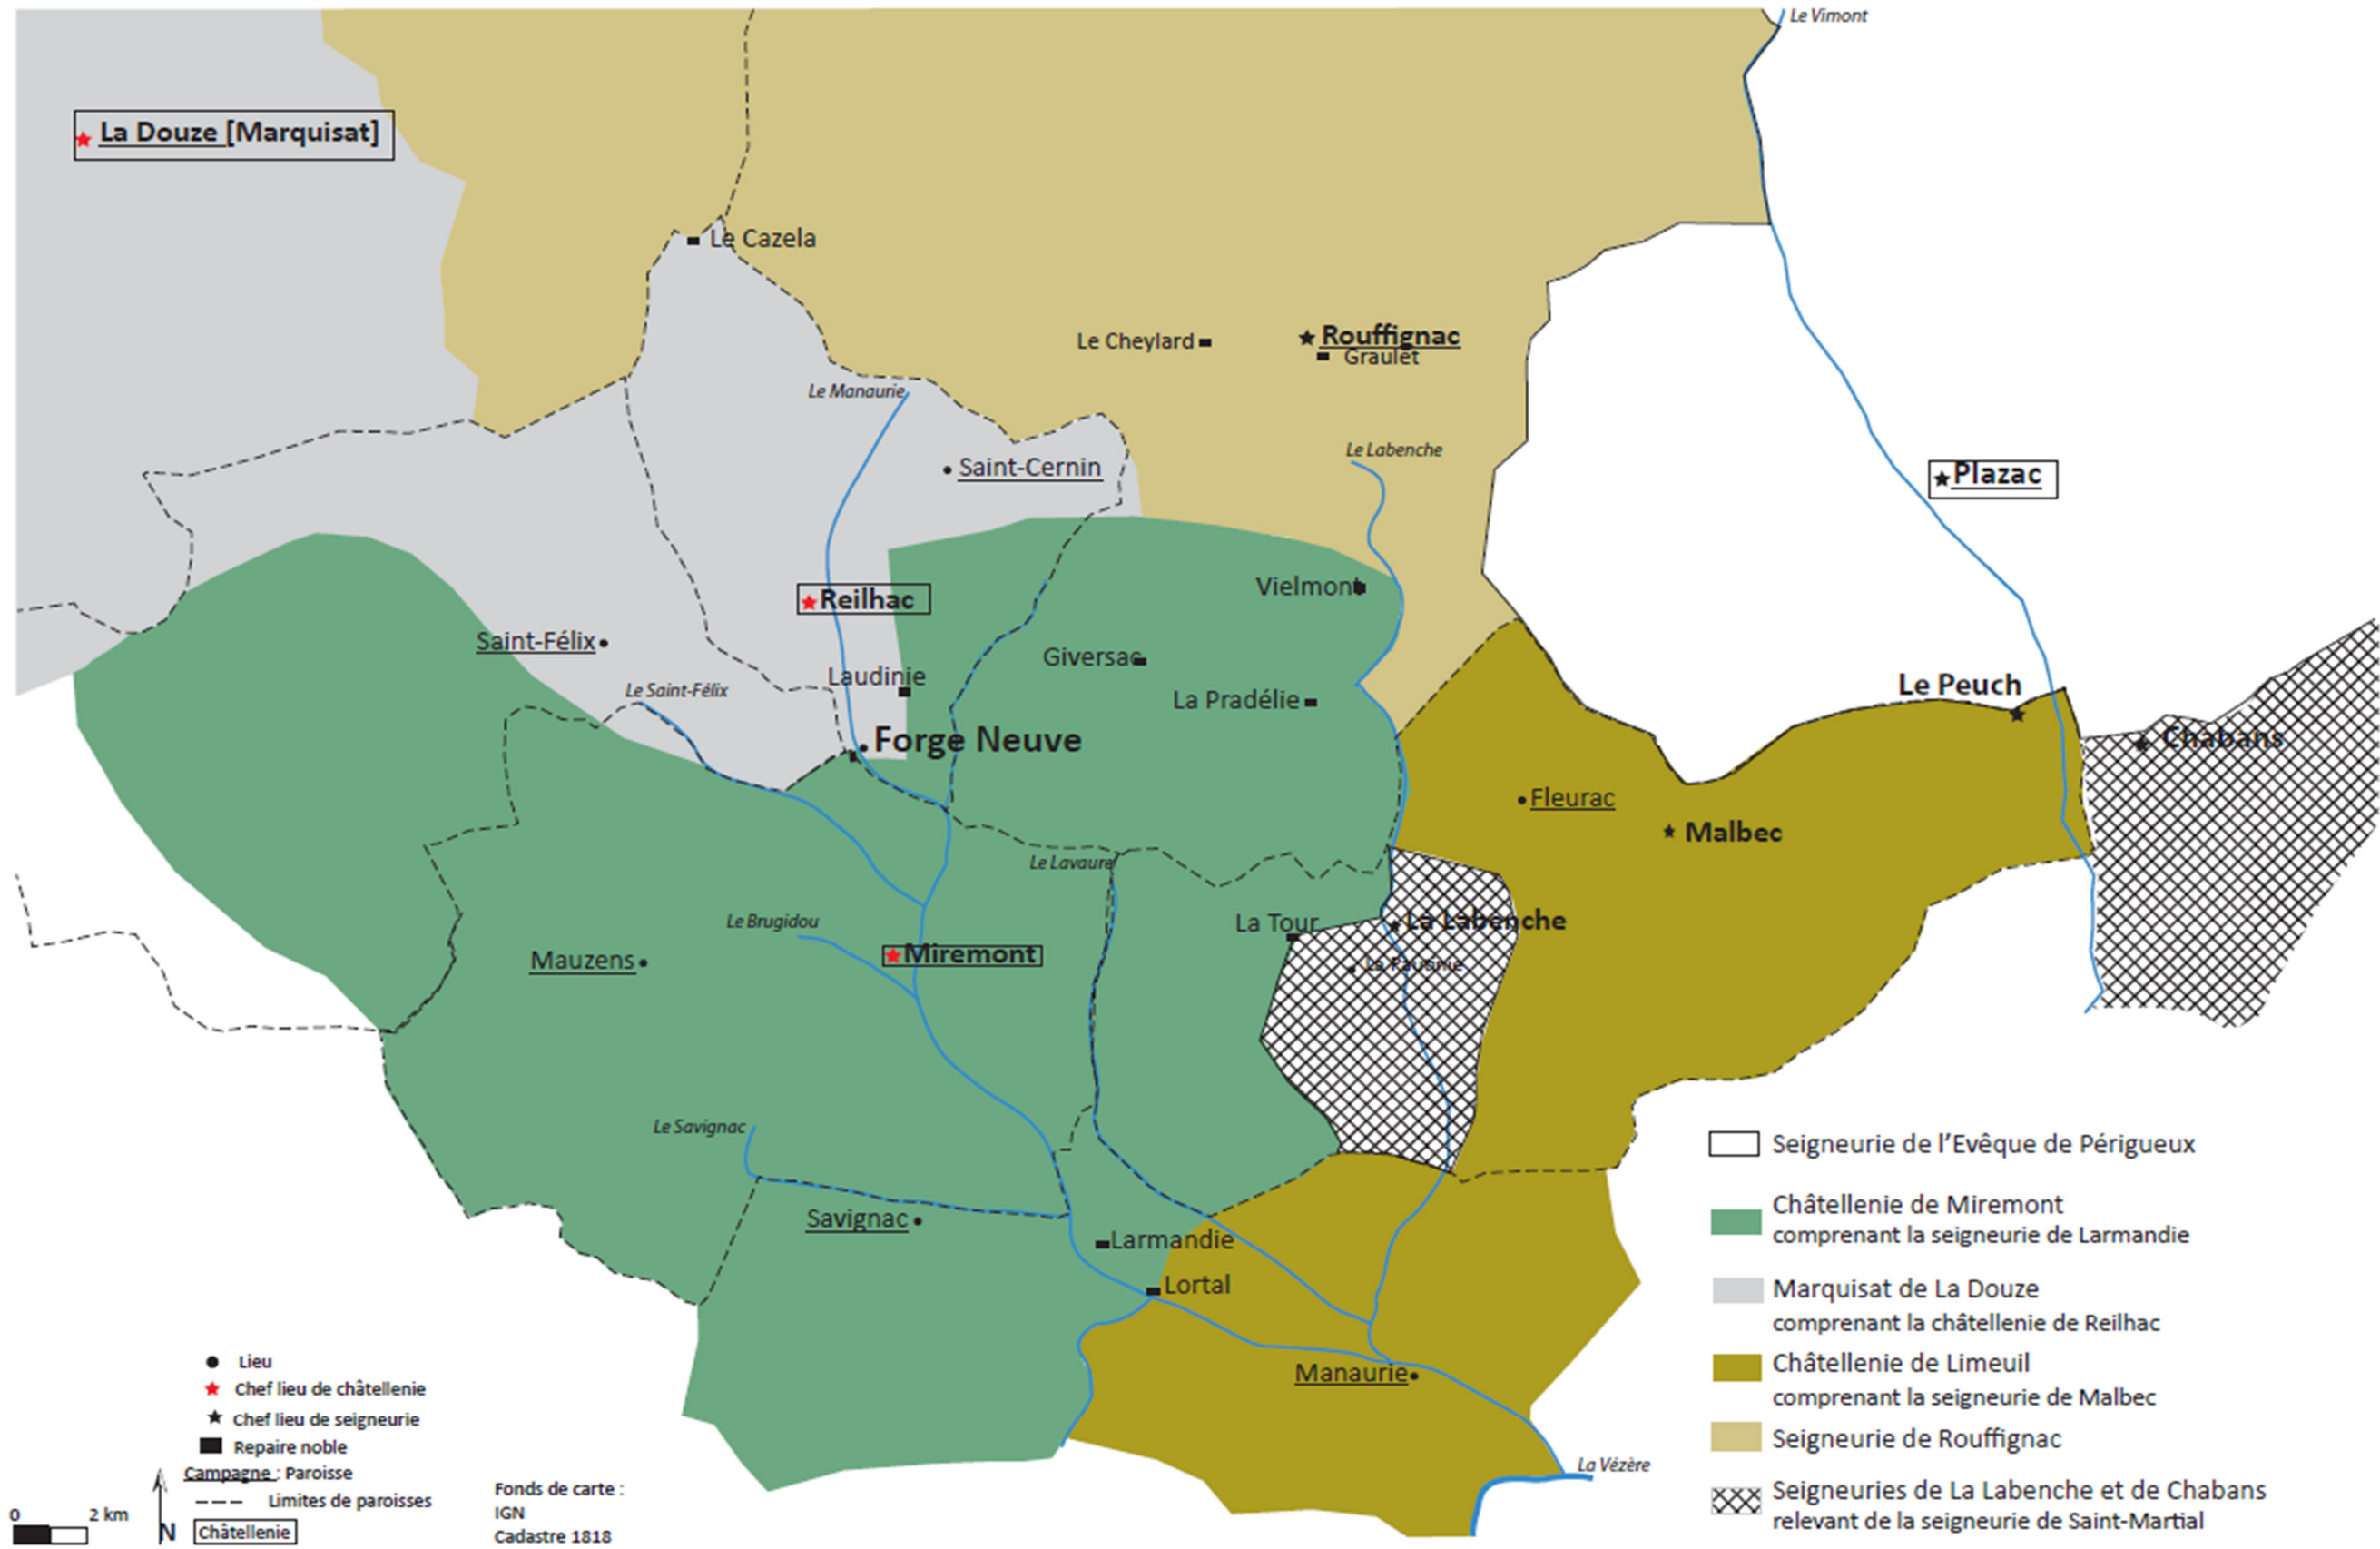 Le Vimont
La Douze [Marquisat]
Le Cazela
Le Cheylard
Rouffignac
Graulet
Le Manaurie
Le Labenche
Saint-Cernin
Plazac
Vielmont
Reilhac
Saint-Félix
Giversac
Laudinie
Le Saint-Félix
La Pradélie
Le Peuch
Forge Neuve
Chabans
Fleurac
Malbec
Le Lavaure
Le Brugidou
La Tour
La Labenche
Mauzens
Miremont
Le Savignac
Savignac
Larmandie
Lortal
Manaurie
La Vézère
Seigneurie de l'Evêque de Périgueux
Châtellenie de Miremont
comprenant la seigneurie de Larmandie
Marquisat de La Douze
comprenant la châtellenie de Reilhac
Châtellenie de Limeuil
comprenant la seigneurie de Malbec
Seigneurie de Rouffignac
Seigneuries de La Labenche et de Chabans
relevant de la seigneurie de Saint-Martial
Lieu
Chef lieu de châtellenie
Chef lieu de seigneurie
Repaire noble
Campagne : Paroisse
Limites de paroisses
Châtellenie
0 2 km
N
Fonds de carte :
IGN
Cadastre 1818